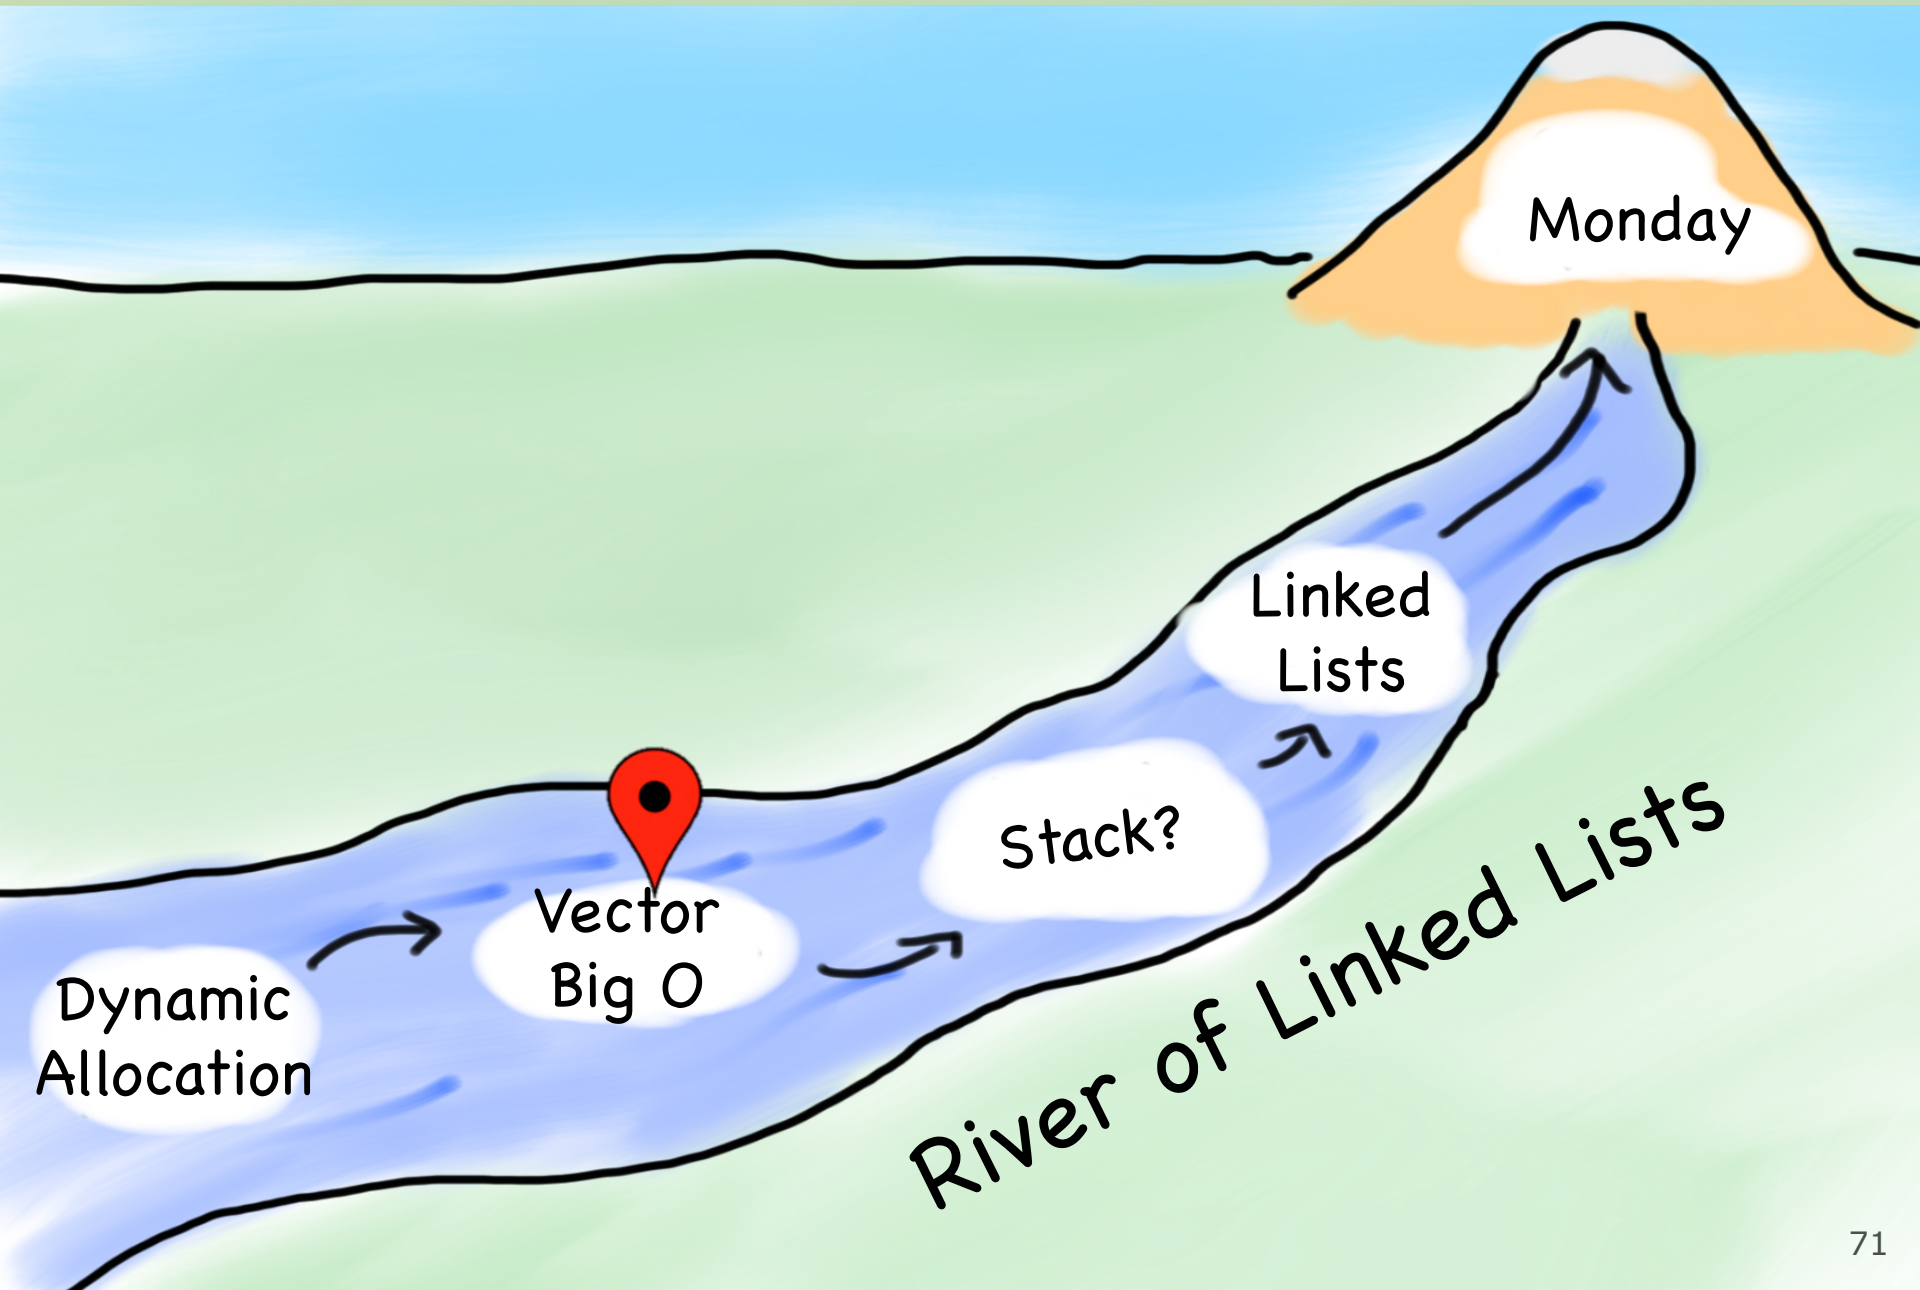 Monday
Linked
Lists
Stack?
Vector
Big O
Dynamic
Allocation
River of Linked Lists
71